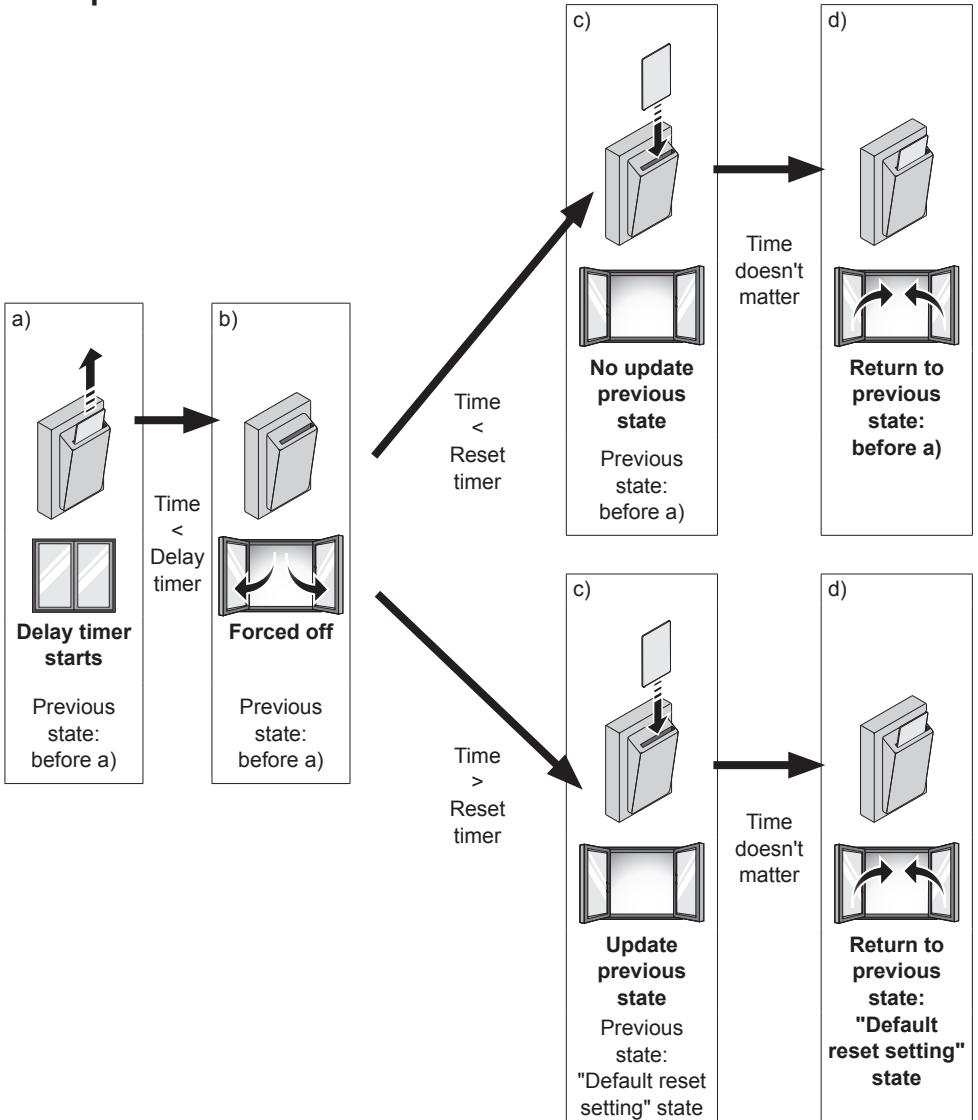 a)
Delay timer
starts
Previous
state:
before a)
Time
<
Delay
timer
b)
Forced off
Previous
state:
before a)
Time
<
Reset
timer
c)
No update
previous
state
Previous
state:
before a)
Time
doesn't
matter
d)
Return to
previous
state:
before a)
Time
>
Reset
timer
c)
Update
previous
state
Previous
state:
"Default reset
setting" state
Time
doesn't
matter
d)
Return to
previous
state:
"Default
reset setting"
state